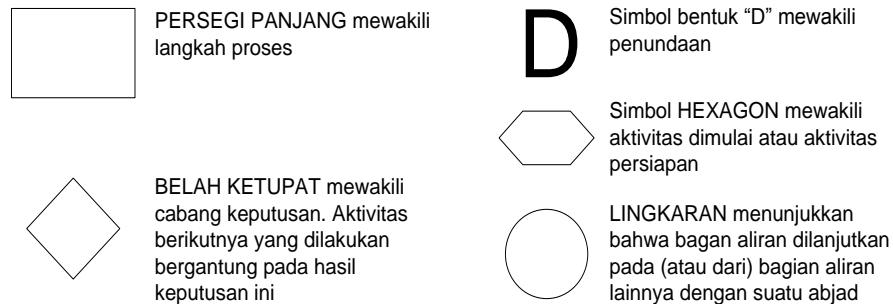 PERSEGI PANJANG mewakili
langkah proses
BELAH KETUPAT mewakili
cabang keputusan. Aktivitas
berikutnya yang dilakukan
bergantung pada hasil
keputusan ini
D
Simbol bentuk “D” mewakili
penundaan
Simbol HEXAGON mewakili
aktivitas dimulai atau aktivitas
persiapan
LINGKARAN menunjukkan
bahwa bagan aliran dilanjutkan
pada (atau dari) bagian aliran
lainnya dengan suatu abjad